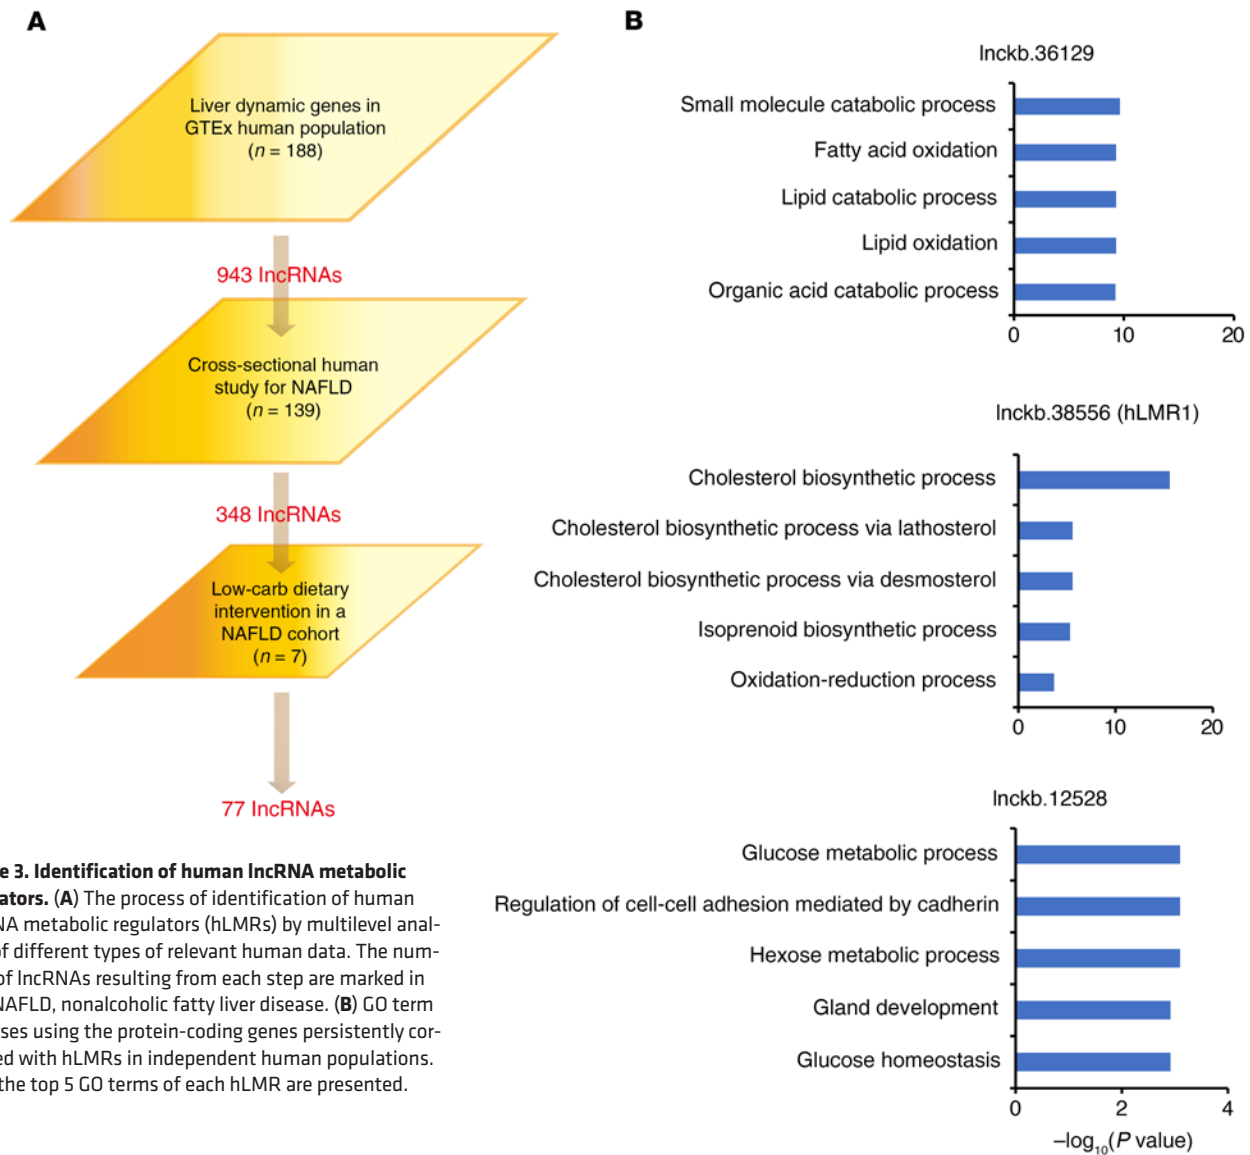 A
Liver dynamic genes in
GTEx human population
(n = 188)
943 lncRNAs
Cross-sectional human
study for NAFLD
(n = 139)
348 lncRNAs
Low-carb dietary
intervention in a
NAFLD cohort
(n = 7)
77 lncRNAs
e 3. Identification of human lncRNA metabolic
ators. (A) The process of identification of human
NA metabolic regulators (hLMRs) by multilevel anal-
of different types of relevant human data. The num-
of lncRNAs resulting from each step are marked in
NAFLD, nonalcoholic fatty liver disease. (B) GO term
ses using the protein-coding genes persistently cor-
ed with hLMRs in independent human populations.
the top 5 GO terms of each hLMR are presented.
B
lnckb.36129
Small molecule catabolic process
Fatty acid oxidation
Lipid catabolic process
Lipid oxidation
Organic acid catabolic process
0 10 20
lnckb.38556 (hLMR1)
Cholesterol biosynthetic process
Cholesterol biosynthetic process via lathosterol
Cholesterol biosynthetic process via desmosterol
Isoprenoid biosynthetic process
Oxidation-reduction process
0 10 20
lnckb.12528
Glucose metabolic process
Regulation of cell-cell adhesion mediated by cadherin
Hexose metabolic process
Gland development
Glucose homeostasis
0 2 4
–log10(P value)